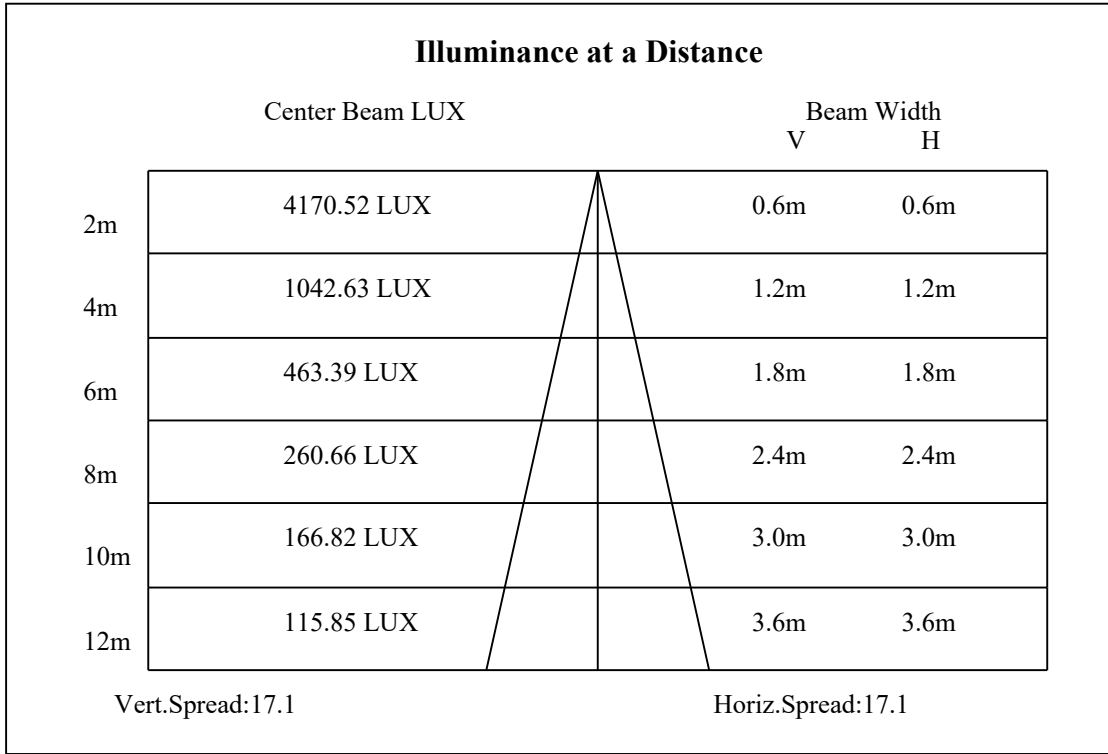 Illuminance at a Distance
Center Beam LUX Beam Width
V H
2m 4170.52 LUX 0.6m 0.6m
4m 1042.63 LUX 1.2m 1.2m
6m 463.39 LUX 1.8m 1.8m
8m 260.66 LUX 2.4m 2.4m
10m 166.82 LUX 3.0m 3.0m
12m 115.85 LUX 3.6m 3.6m
Vert.Spread:17.1 Horiz.Spread:17.1